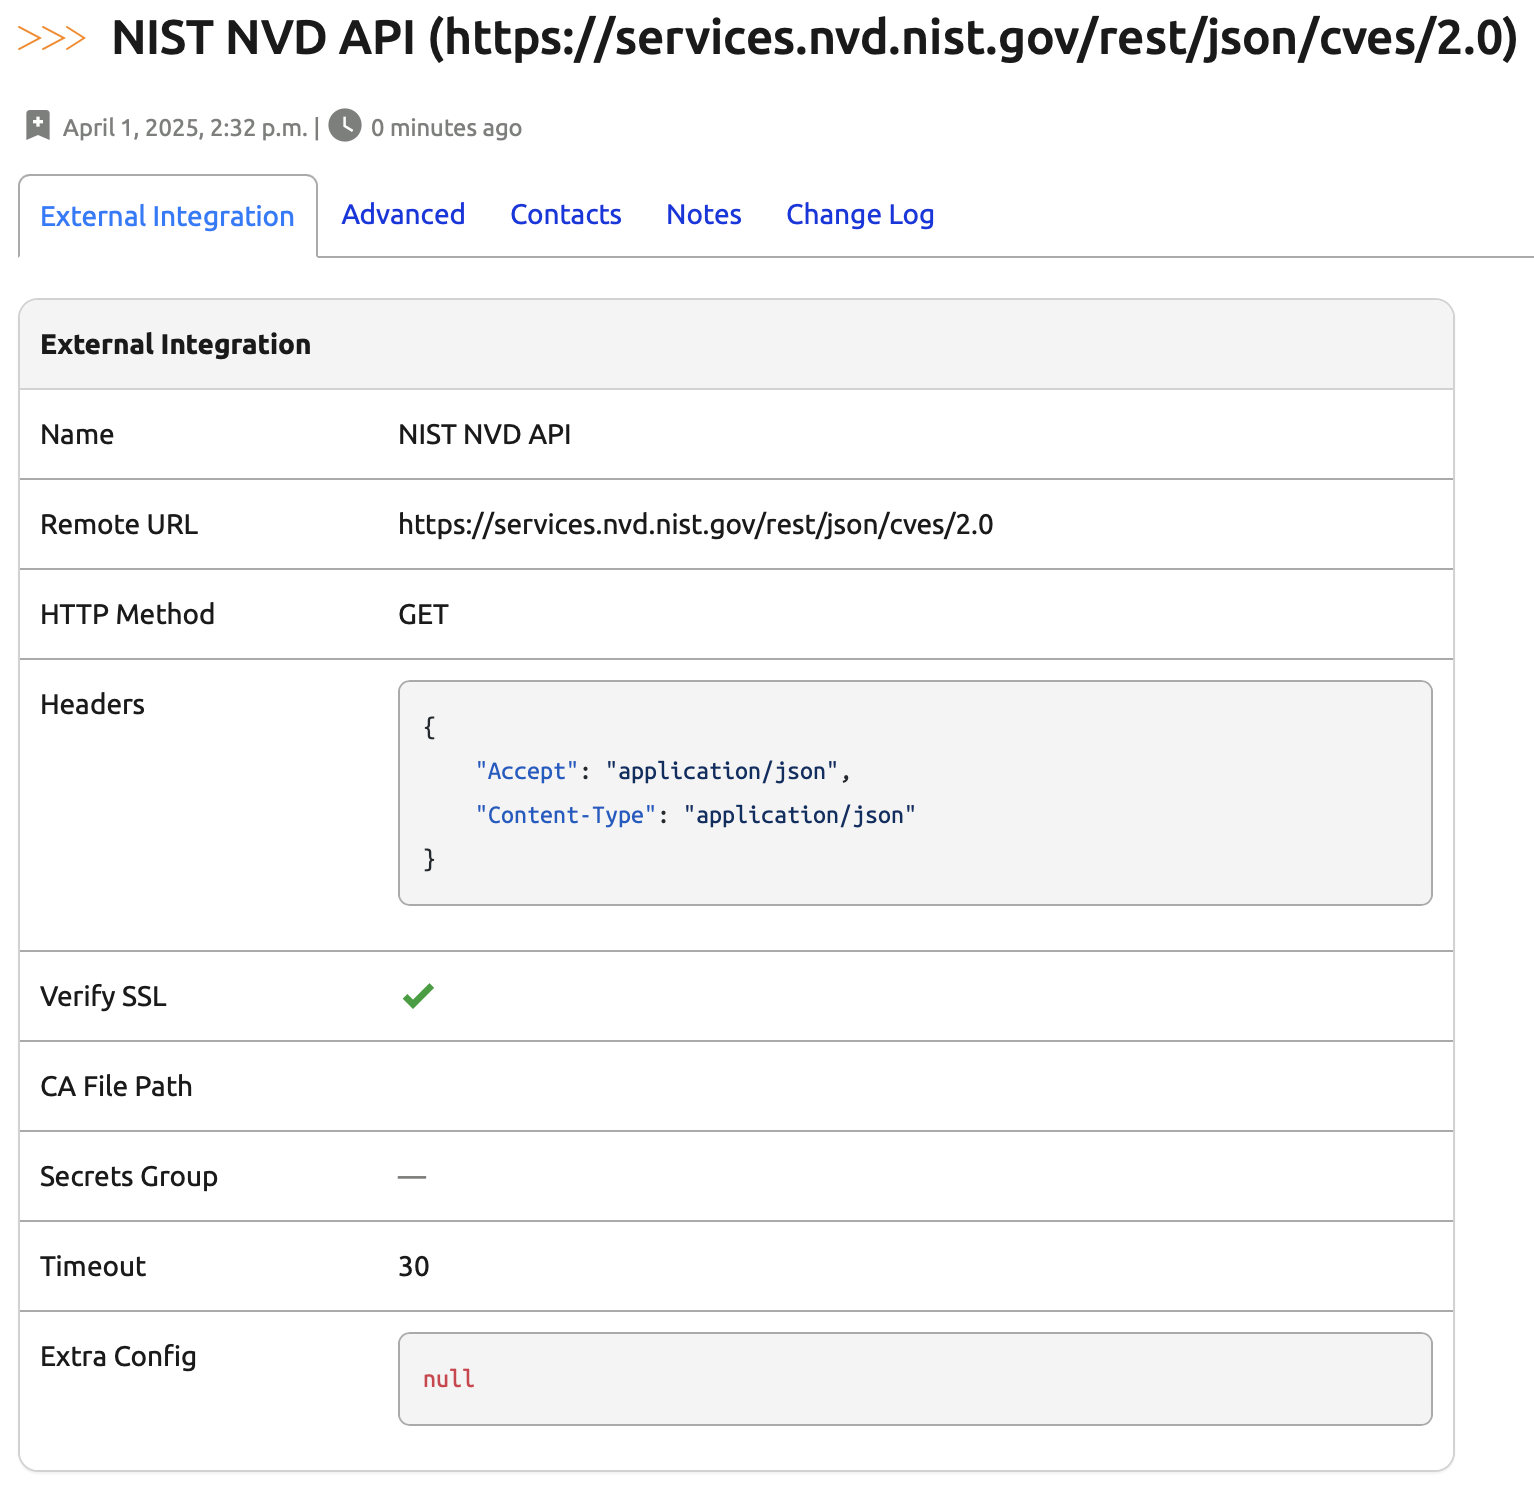 >>> NIST NVD API (https://services.nvd.nist.gov/rest/json/cves/2.0)
April 1, 2025, 2:32 p.m. | 0 minutes ago
External Integration Advanced Contacts Notes Change Log
External Integration
Name NIST NVD API
Remote URL https://services.nvd.nist.gov/rest/json/cves/2.0
HTTP Method GET
Headers
{
"Accept": "application/json",
"Content-Type": "application/json"
}
Verify SSL
CA File Path
Secrets Group —
Timeout 30
Extra Config
null